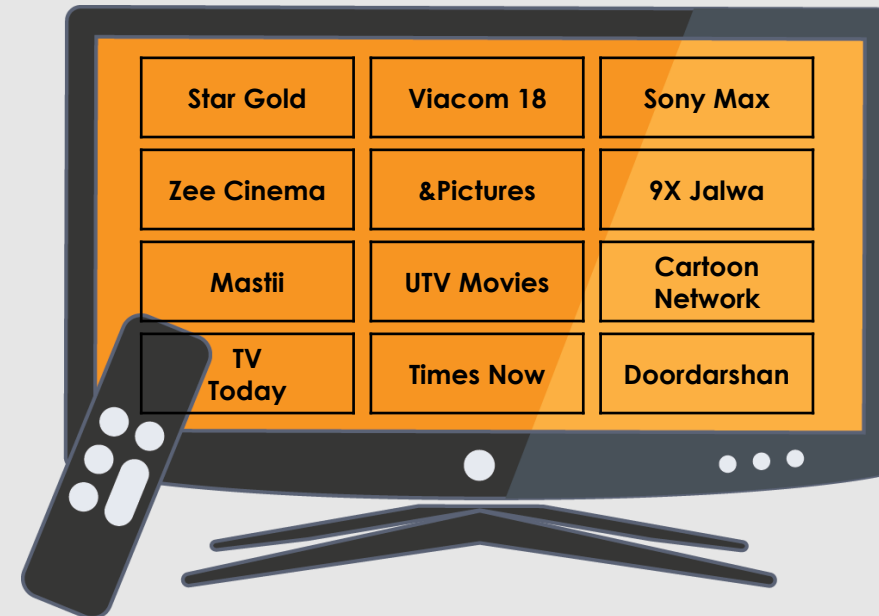 Star Gold
Viacom 18
Sony Max
Zee Cinema
&Pictures
9X Jalwa
Mastii
UTV Movies
Cartoon
Network
TV
Today
Times Now
Doordarshan